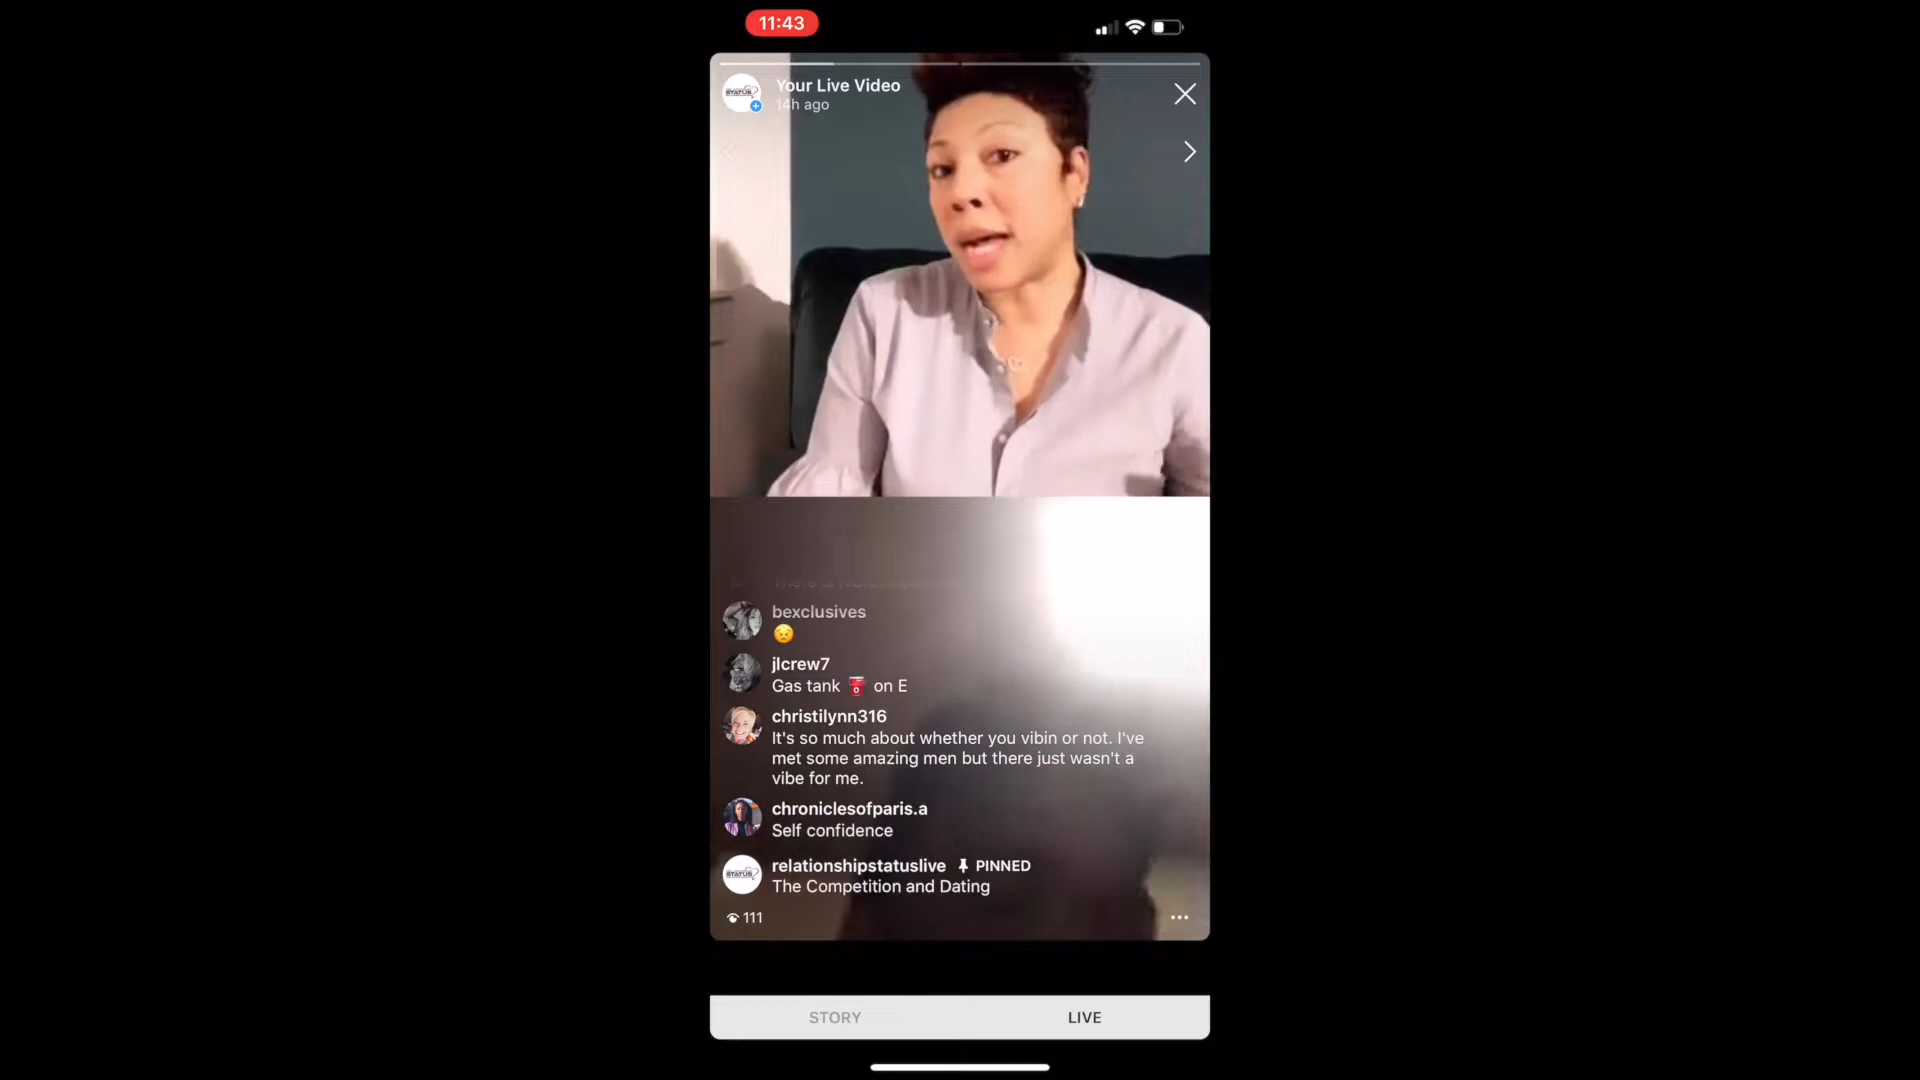 11:43
Your Live Video
14h ago
STATUS
bexclusives
😣
jlcrew7
Gas tank ⛽ on E
christilynn316
It's so much about whether you vibin or not. I've
met some amazing men but there just wasn't a
vibe for me.
chroniclesofparis.a
Self confidence
relationshipstatuslive PINNED
STATUS
The Competition and Dating
111
STORY
LIVE